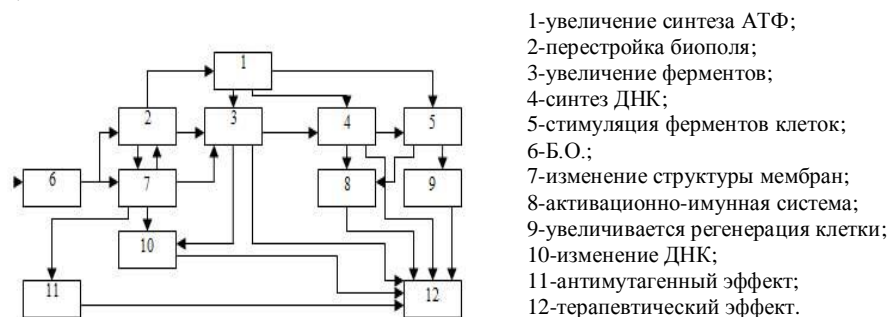 1
2
3
4
5
6
7
8
9
10
11
12
1-увеличение синтеза АТФ;
2-перестройка биополя;
3-увеличение ферментов;
4-синтез ДНК;
5-стимуляция ферментов клеток;
6-Б.О.;
7-изменение структуры мембран;
8-активационно-имунная система;
9-увеличивается регенерация клетки;
10-изменение ДНК;
11-антимутагенный эффект;
12-терапевтический эффект.